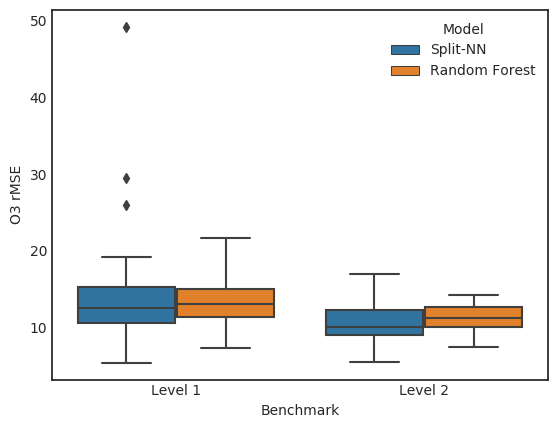 50
40
30
20
10
O3 rMSE
Model
Split-NN
Random Forest
Level 1
Level 2
Benchmark